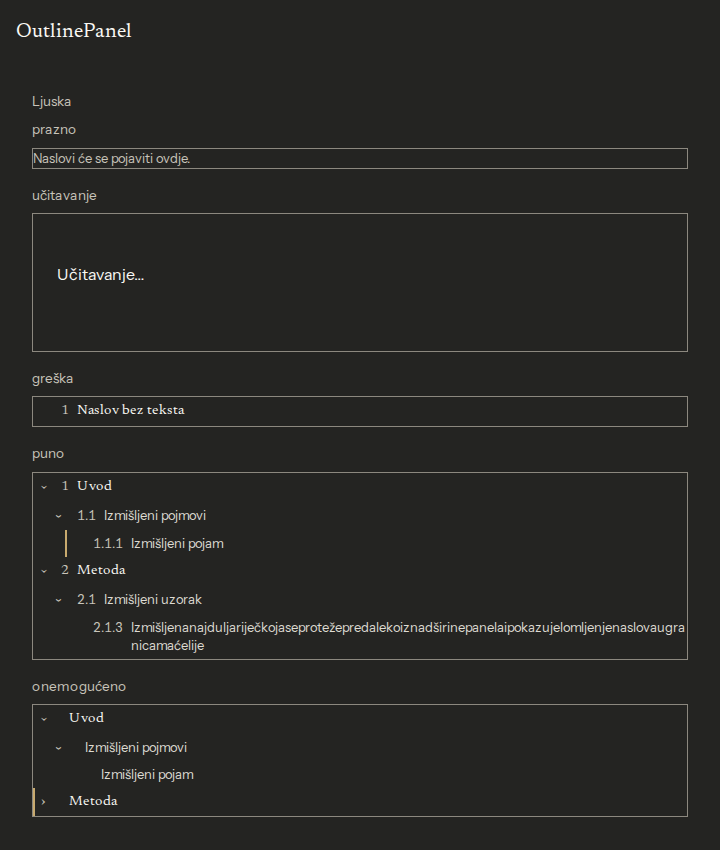 OutlinePanel
Ljuska
prazno
Naslovi će se pojaviti ovdje.
učitavanje
Učitavanje…
greška
1 Naslov bez teksta
puno
1 Uvod
1.1 Izmišljeni pojmovi
1.1.1 Izmišljeni pojam
2 Metoda
2.1 Izmišljeni uzorak
2.1.3 Izmišljenanajduljariječkojaseprotežepredalekoiznadširinepanelaipokazujelomljenjenaslovaugra
nicamaćelije
onemogućeno
Uvod
Izmišljeni pojmovi
Izmišljeni pojam
Metoda